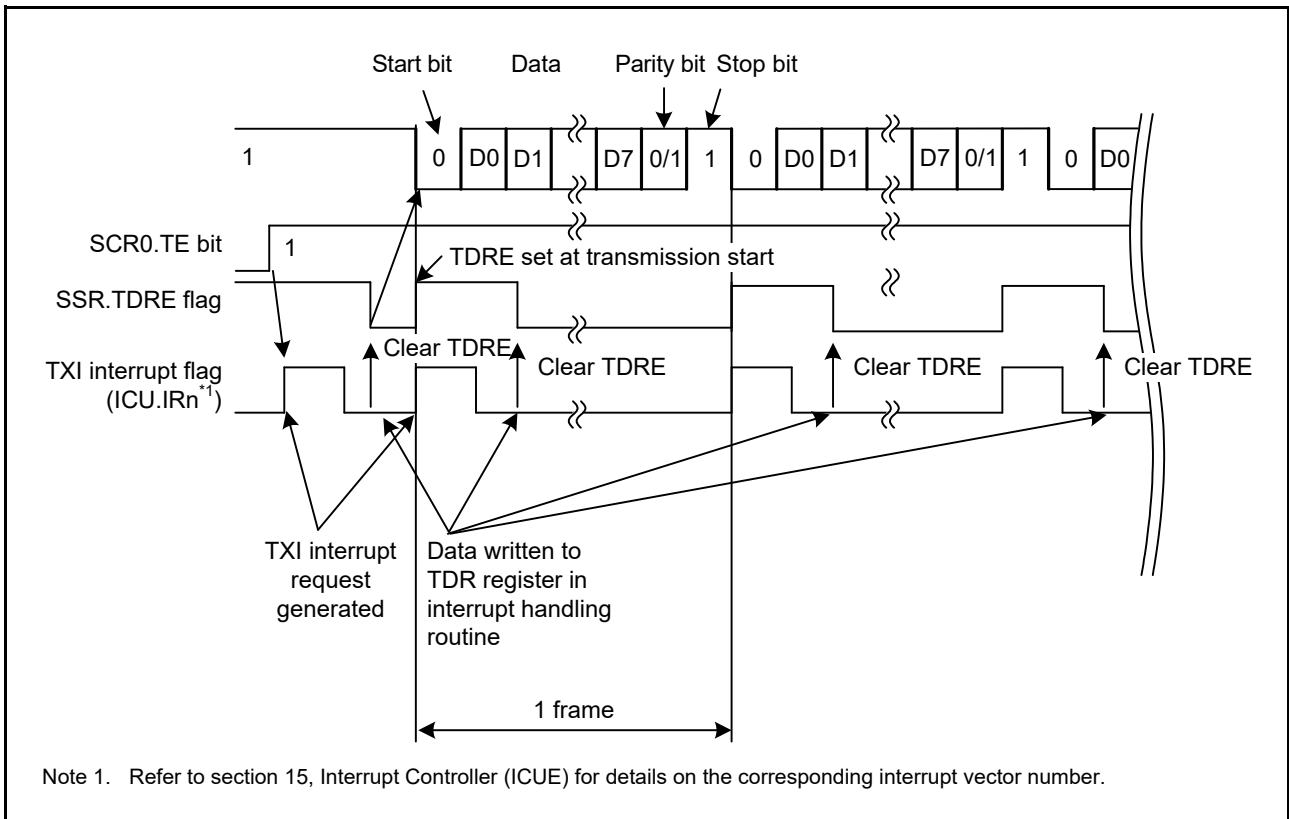 Start bit Data Parity bit Stop bit
1 0 D0 D1 D7 0/1 1 0 D0 D1 D7 0/1 1 0 D0
SCR0.TE bit 1
TDRE set at transmission start
SSR.TDRE flag
Clear TDRE
TXI interrupt flag Clear TDRE Clear TDRE Clear TDRE
(ICU.IRn*1)
TXI interrupt
request
generated
Data written to
TDR register in
interrupt handling
routine
1 frame
Note 1. Refer to section 15, Interrupt Controller (ICUE) for details on the corresponding interrupt vector number.